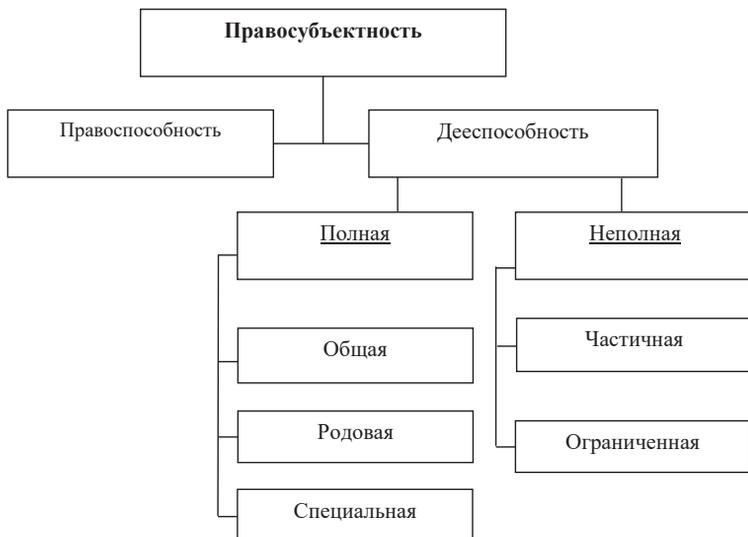 Правосубъектность
Правоспособность
Дееспособность
Полная
Неполная
Общая
Частичная
Родовая
Ограниченная
Специальная